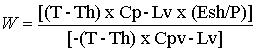 W = [(T - Th) x Cp - Lv x (Esh/P)]
[-(T - Th) x Cpv - Lv]